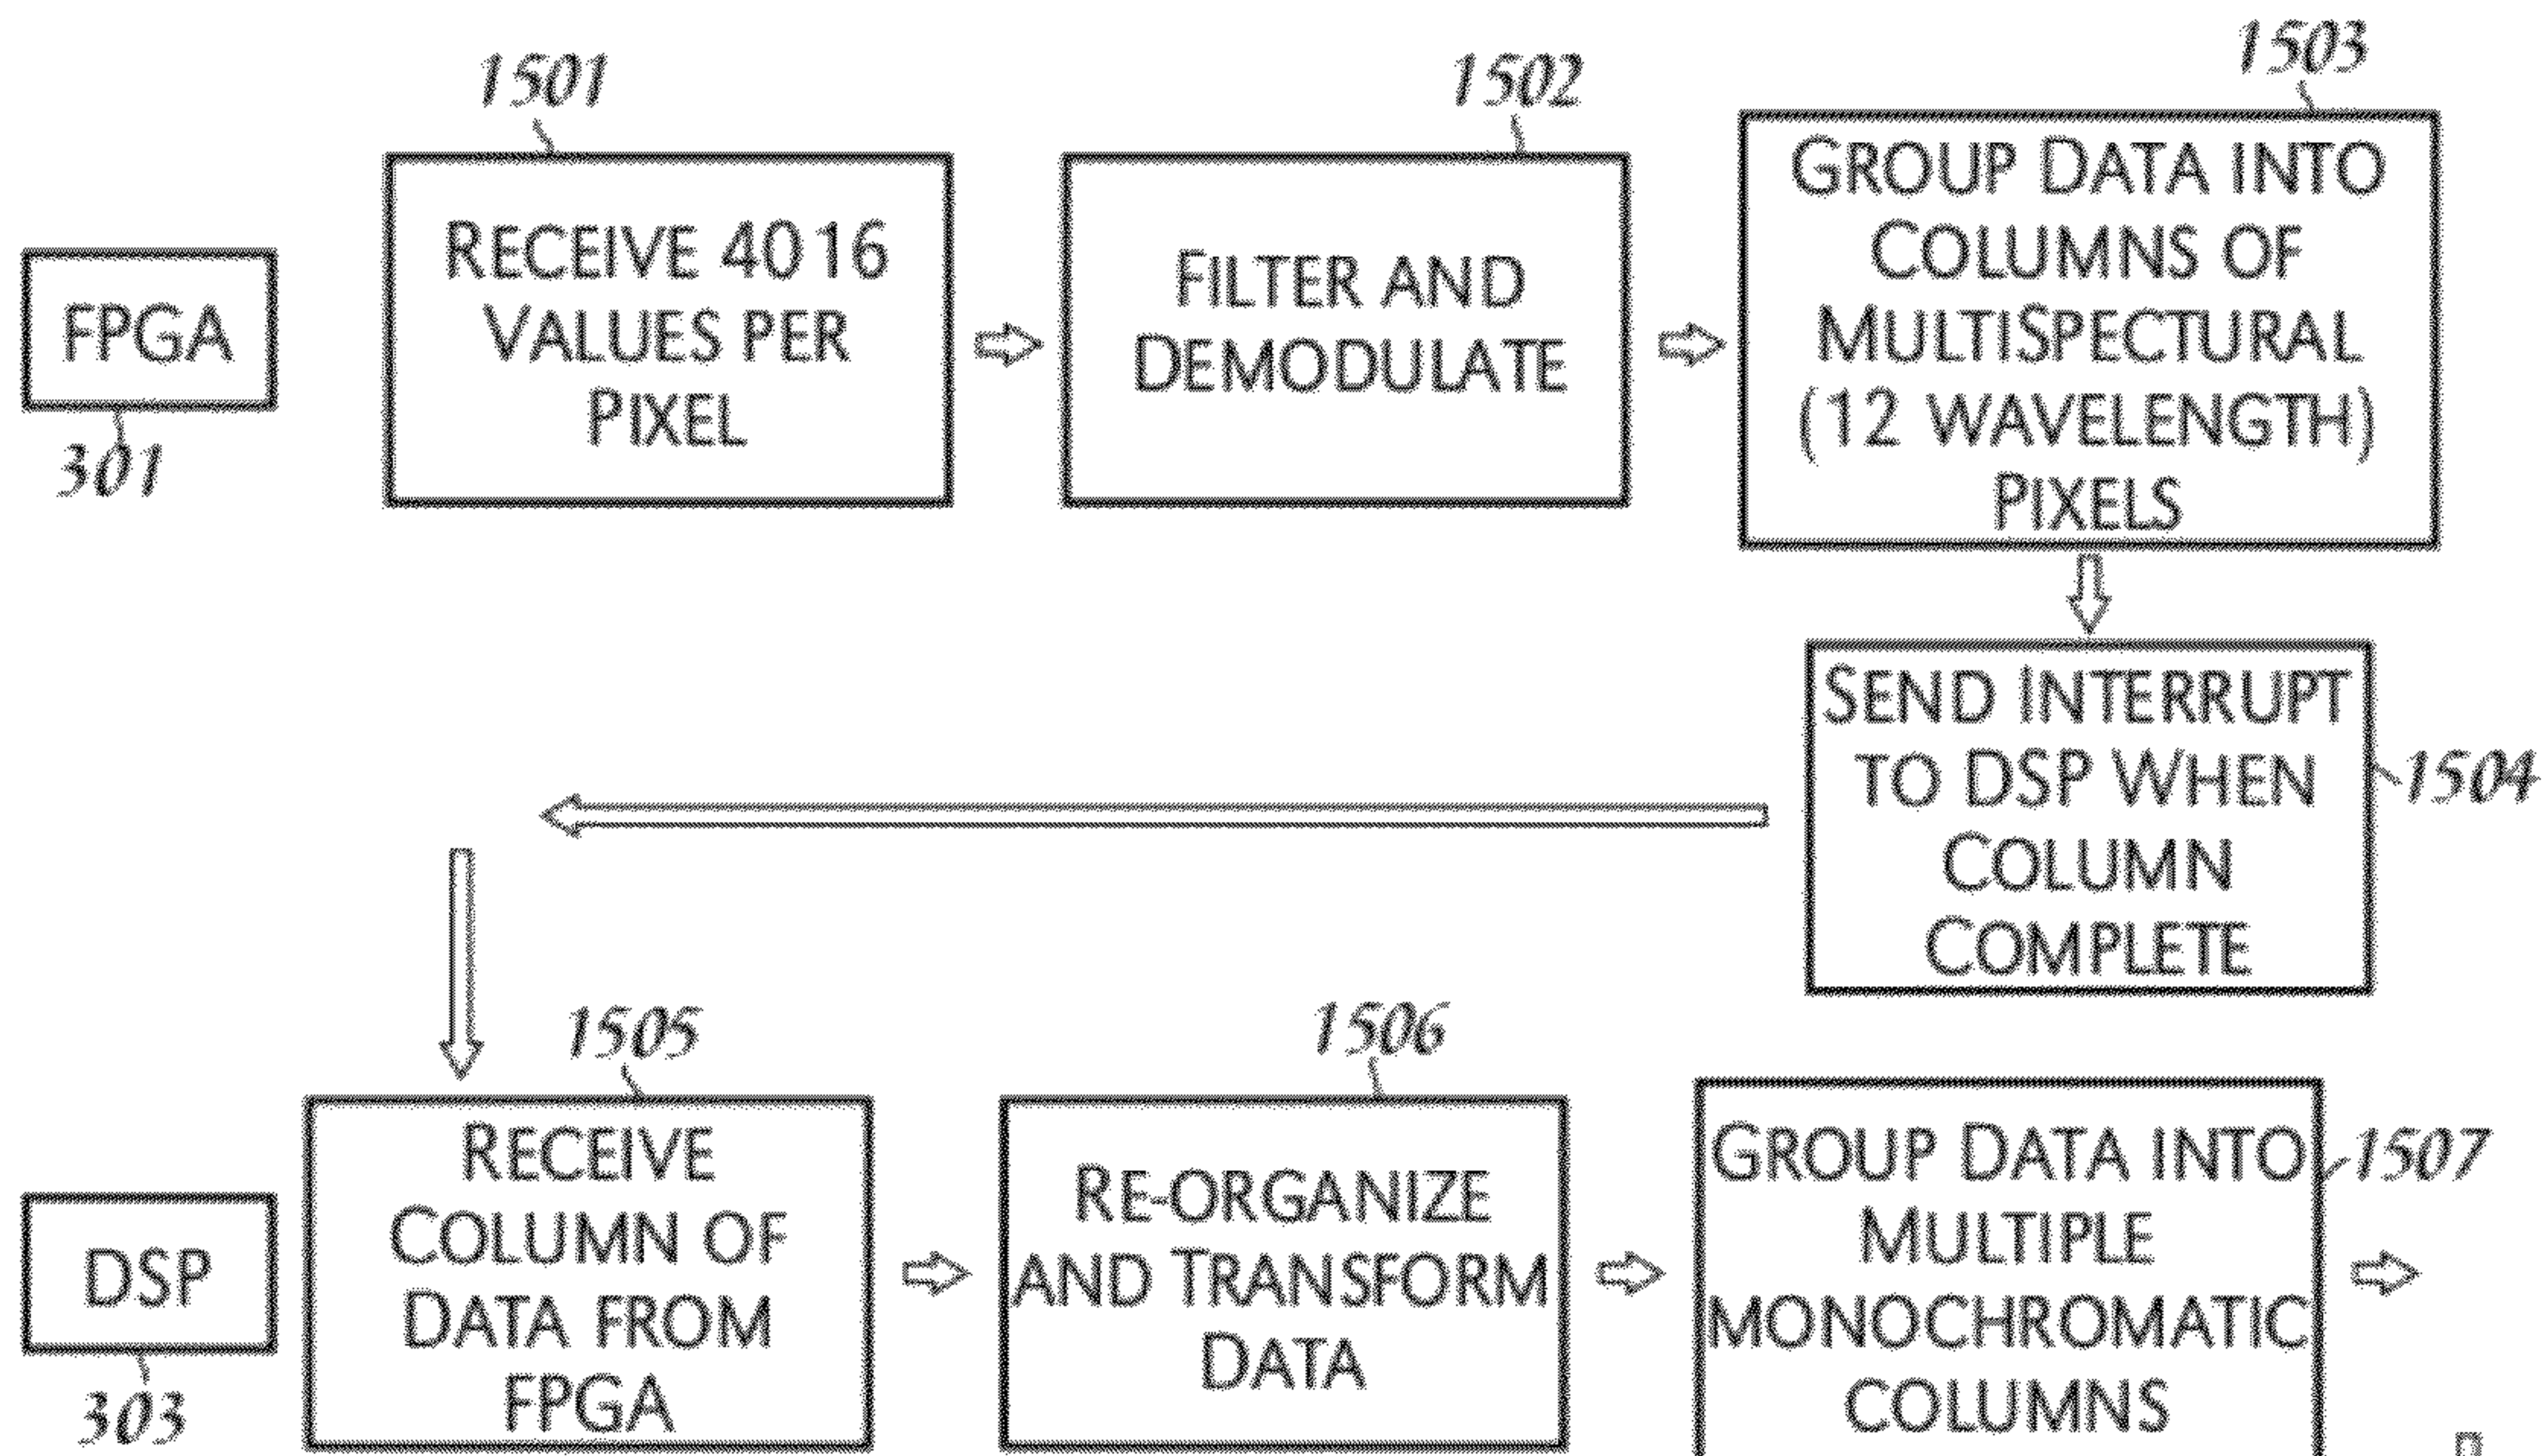 1501
1502
1503
FPGA
301
RECEIVE 4016
VALUES PER
PIXEL
FILTER AND
DEMODULATE
GROUP DATA INTO
COLUMNS OF
MULTISPECTURAL
(12 WAVELENGTH)
PIXELS
SEND INTERRUPT
TO DSP WHEN
COLUMN
COMPLETE
1504
1505
1506
1507
DSP
303
RECEIVE
COLUMN OF
DATA FROM
FPGA
RE-ORGANIZE
AND TRANSFORM
DATA
GROUP DATA INTO
MULTIPLE
MONOCHROMATIC
COLUMNS